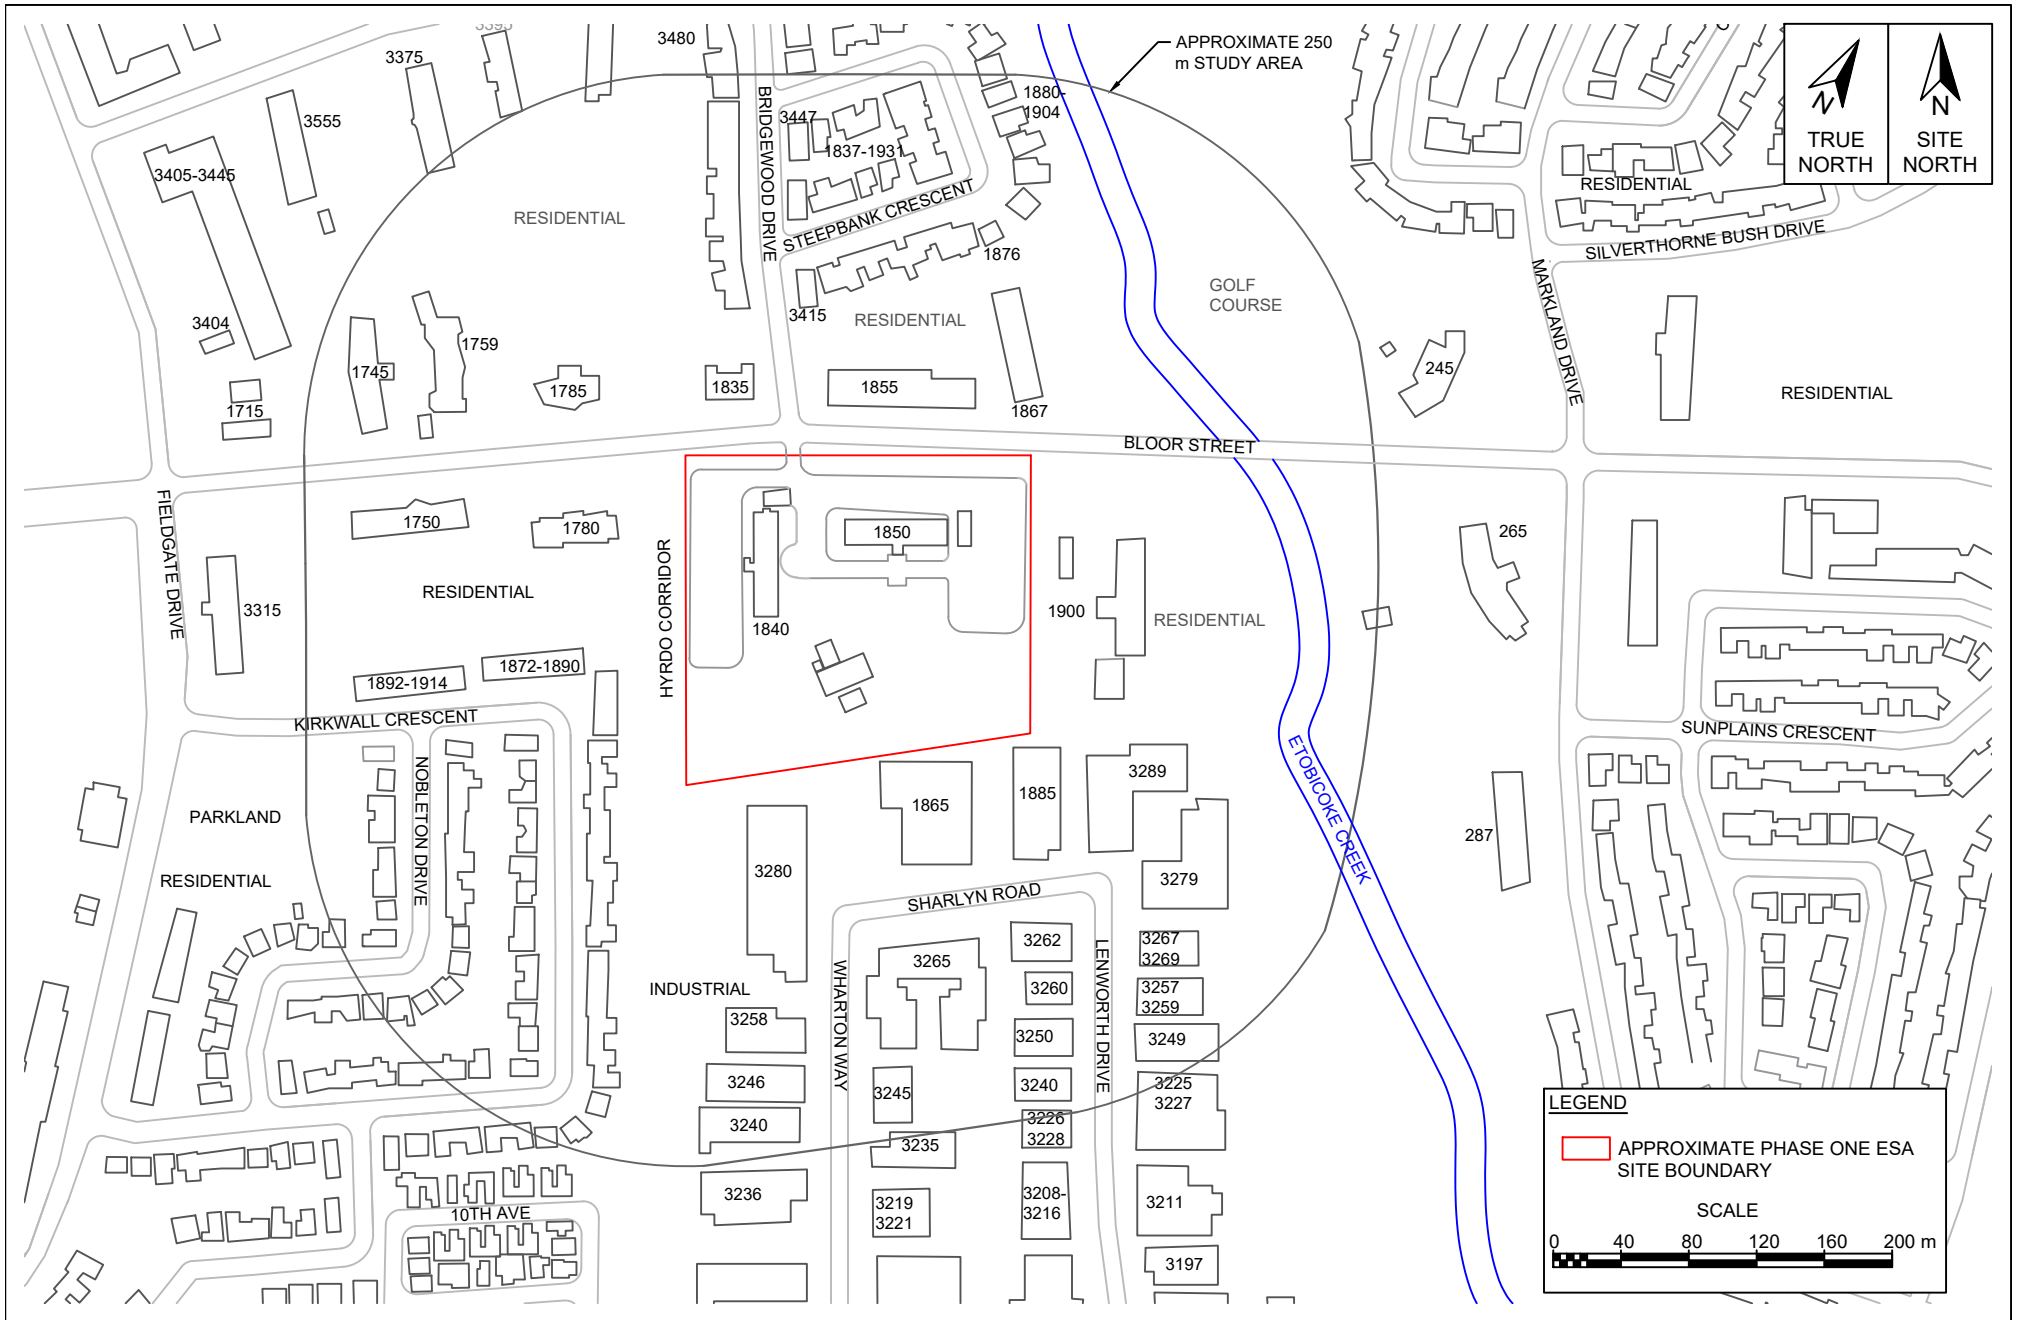 3395
3480
APPROXIMATE 250
m STUDY AREA
3375
1880-
1904
3555
3447
BRIDGEWOOD DRIVE
1837-1931
TRUE
NORTH
SITE
NORTH
N
N
3405-3445
RESIDENTIAL
RESIDENTIAL
STEEPBANK CRESCENT
SILVERTHORNE BUSH DRIVE
1876
MARKLAND DRIVE
GOLF
COURSE
3404
3415
RESIDENTIAL
1759
1745
1785
1835
1855
245
RESIDENTIAL
1715
1867
BLOOR STREET
FIELDGATE DRIVE
1750
1780
1850
265
HYRDO CORRIDOR
RESIDENTIAL
3315
1840
1900
RESIDENTIAL
1892-1914
1872-1890
KIRKWALL CRESCENT
SUNPLAINS CRESCENT
NOBLETON DRIVE
ETOBICOKE CREEK
3289
1865
1885
PARKLAND
287
RESIDENTIAL
3280
3279
SHARLYN ROAD
3262
LENWORTH DRIVE
3267
3269
WHARTON WAY
3265
INDUSTRIAL
3260
3257
3259
3258
3250
3249
3246
3245
3240
3225
3227
3240
3226
3228
3235
3236
3219
3221
3208-
3216
3211
10TH AVE
3197
LEGEND
APPROXIMATE PHASE ONE ESA
SITE BOUNDARY
SCALE
0 40 80 120 160 200 m